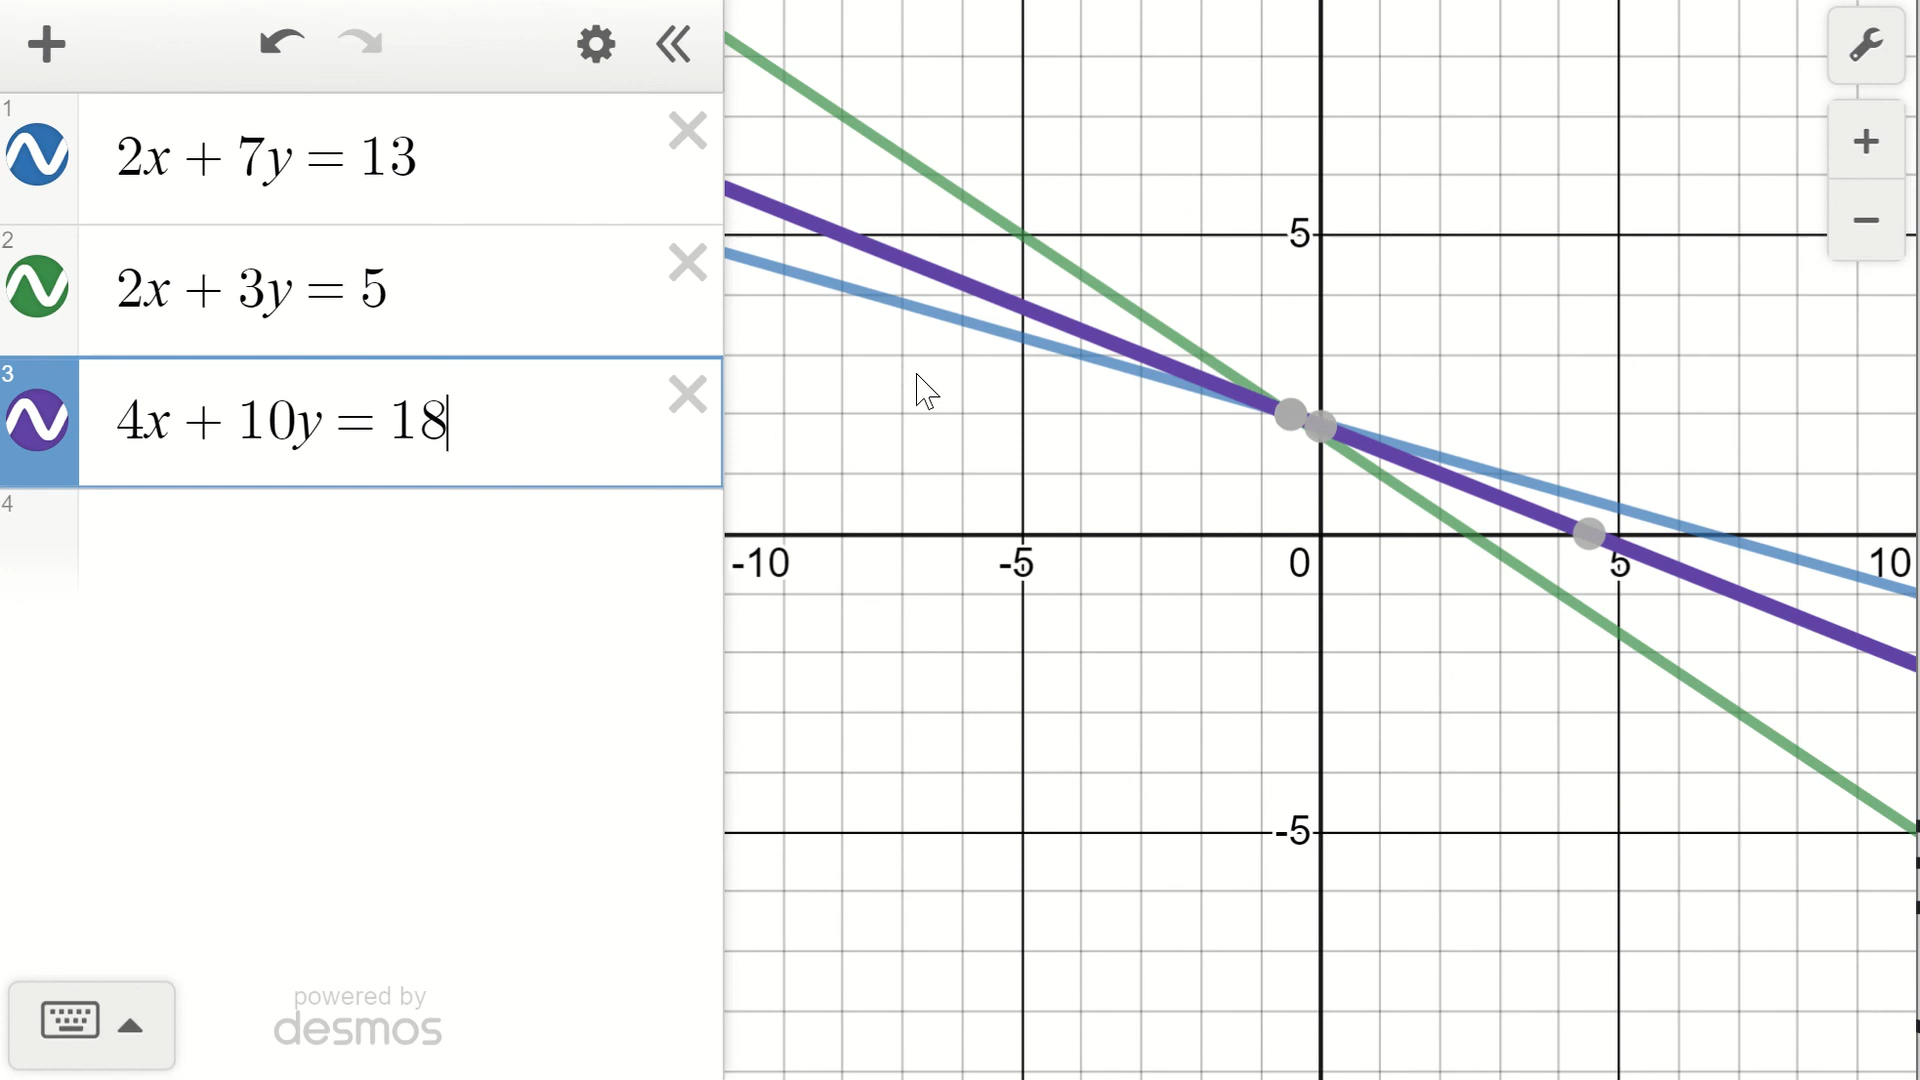 1
2x + 7y = 13
2
2x + 3y = 5
3
4x + 10y = 18
4
powered by
desmos
5
-10
-5
0
5
10
-5